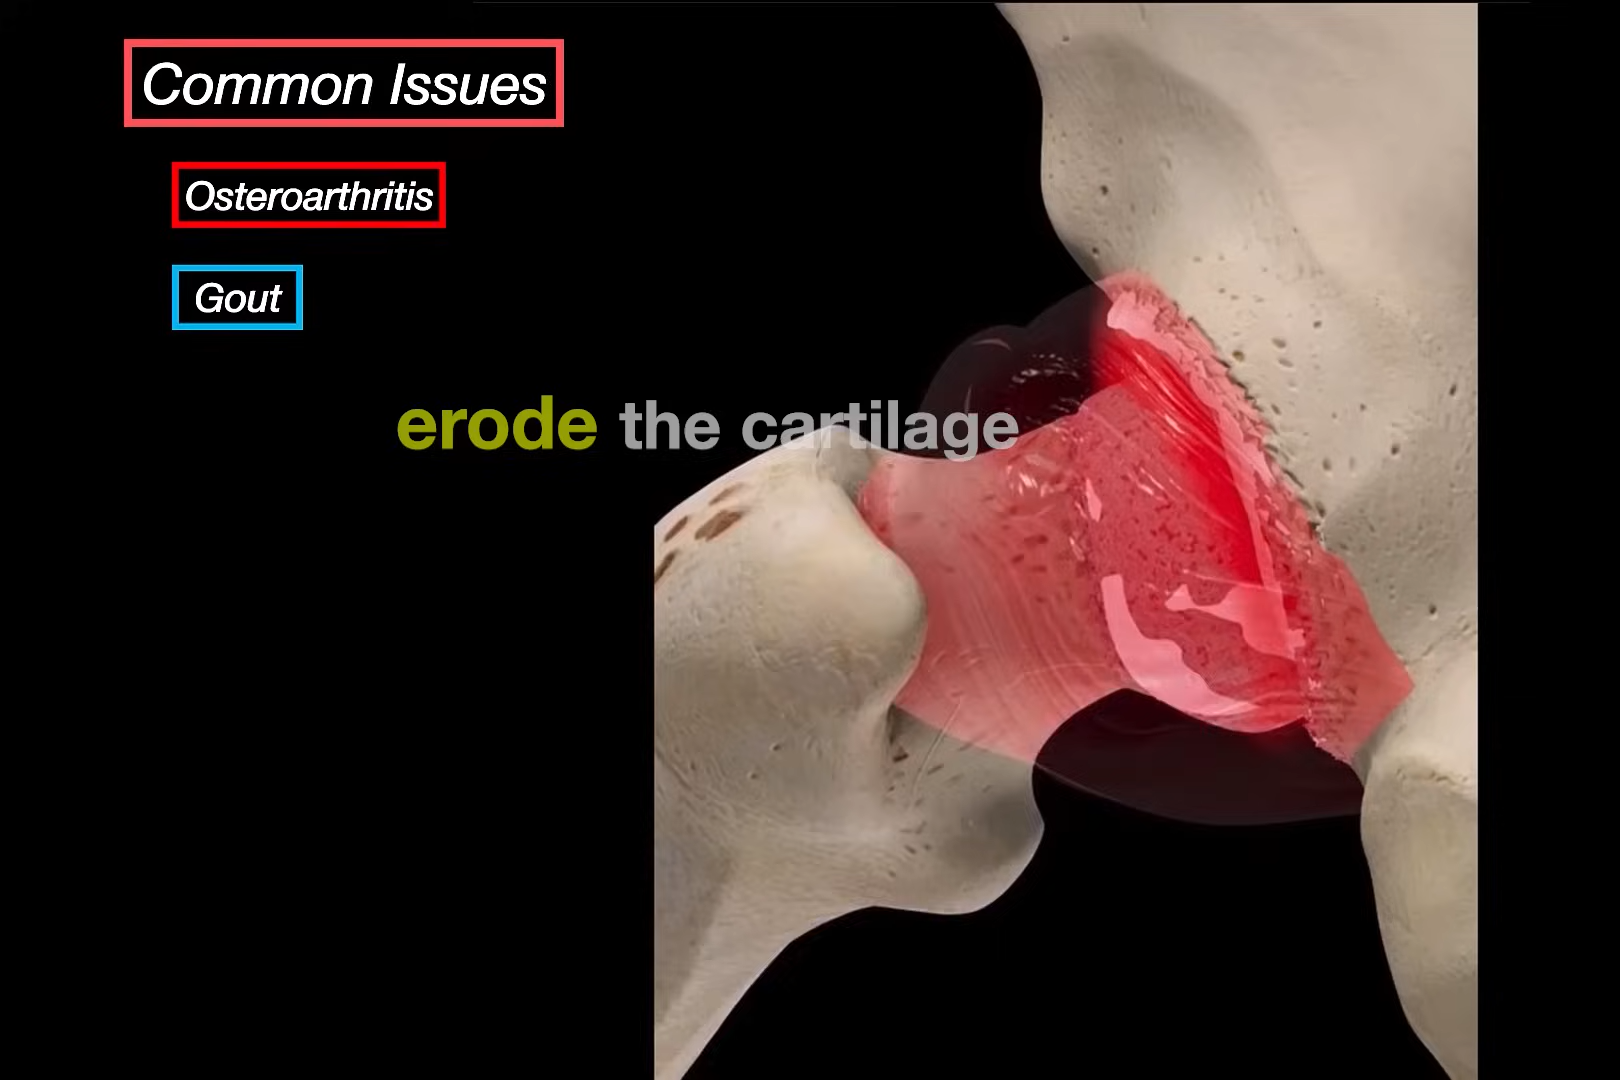 Common Issues
Osteroarthritis
Gout
erode the cartilage